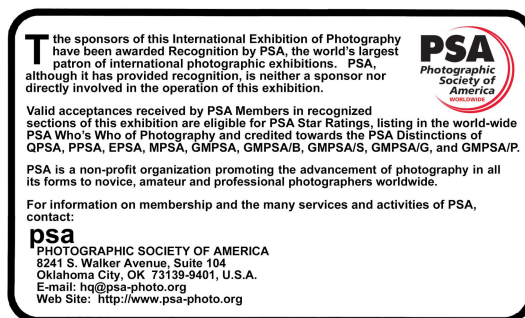 The sponsors of this International Exhibition of Photography
have been awarded Recognition by PSA, the world's largest
patron of international photographic exhibitions. PSA,
although it has provided recognition, is neither a sponsor nor
directly involved in the operation of this exhibition.
PSA
Photographic
Society of
America
WORLDWIDE
Valid acceptances received by PSA Members in recognized
sections of this exhibition are eligible for PSA Star Ratings, listing in the world-wide
PSA Who's Who of Photography and credited towards the PSA Distinctions of
QPSA, PPSA, EPSA, MPSA, GMPSA, GMPSA/B, GMPSA/S, GMPSA/G, and GMPSA/P.
PSA is a non-profit organization promoting the advancement of photography in all
its forms to novice, amateur and professional photographers worldwide.
For information on membership and the many services and activities of PSA,
contact:
psa
PHOTOGRAPHIC SOCIETY OF AMERICA
8241 S. Walker Avenue, Suite 104
Oklahoma City, OK 73139-9401, U.S.A.
E-mail: hq@psa-photo.org
Web Site: http://www.psa-photo.org